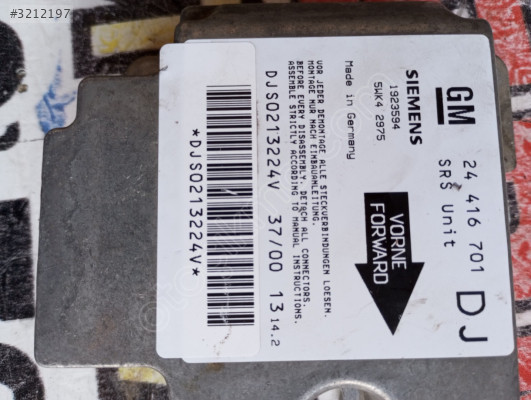 #3212197
GM 24 416 701 DJ
SRS Unit
SIEMENS
1923594
5WK4 2975
VORNE
FORWARD
Made in Germany
VOR JEDER DEMONTAGE ALLE STECKVERBINDUNGEN LOESEN.
MONTAGE NUR NACH EINBAUANLEITUNG.
BEFORE EVERY DISASSEMBLY, DETACH ALL CONNECTORS.
ASSEMBLE STRICTLY ACCORDING TO MANUAL INSTRUCTIONS.
DJS0213224V 37/00 13 14.2
*DJS0213224V*